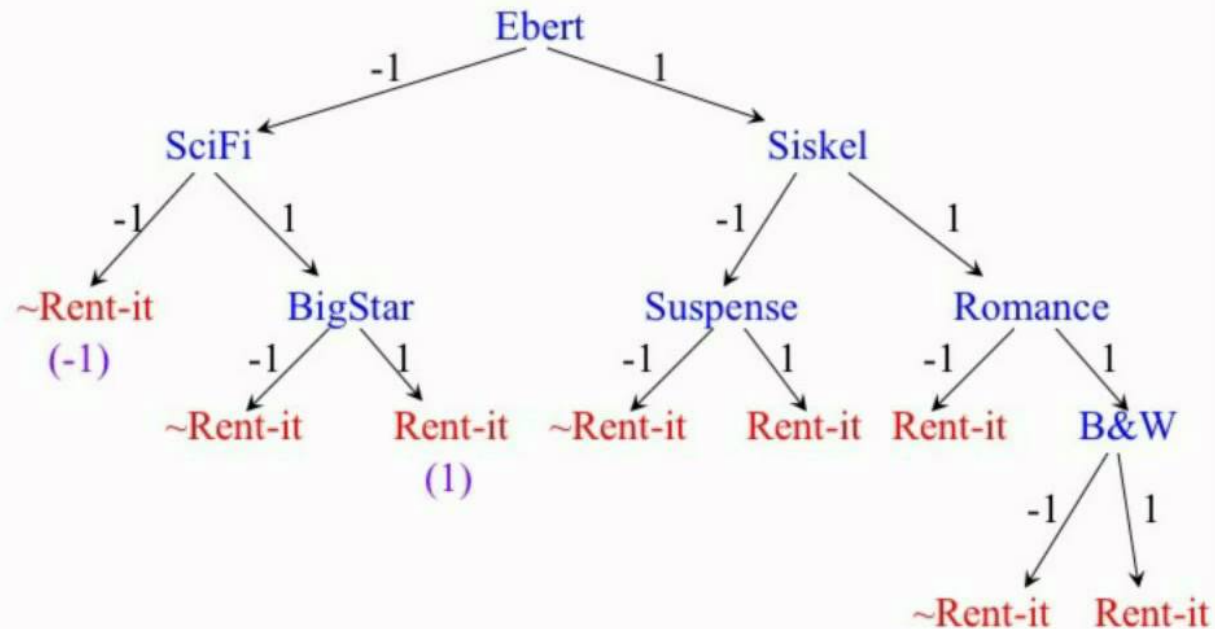 Ebert
-1 1
SciFi Siskel
-1 1 -1 1
~Rent-it BigStar Suspense Romance
(-1) -1 1 -1 1 -1 1
~Rent-it Rent-it ~Rent-it Rent-it Rent-it B&W
(1)
-1 1
~Rent-it Rent-it